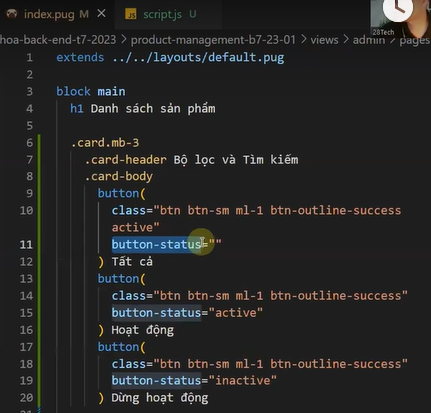 index.pug M
script.js U
28Tech
hoa-back-end-t7-2023 > product-management-b7-23-01 > views > admin > pages
1 extends ../../layouts/default.pug
2
3 block main
4 h1 Danh sách sản phẩm
5
6 .card.mb-3
7 .card-header Bộ lọc và Tìm kiếm
8 .card-body
9 button(
10 class="btn btn-sm ml-1 btn-outline-success
active"
11 button-status=""
12 ) Tất cả
13 button(
14 class="btn btn-sm ml-1 btn-outline-success"
15 button-status="active"
16 ) Hoạt động
17 button(
18 class="btn btn-sm ml-1 btn-outline-success"
19 button-status="inactive"
20 ) Dừng hoạt động